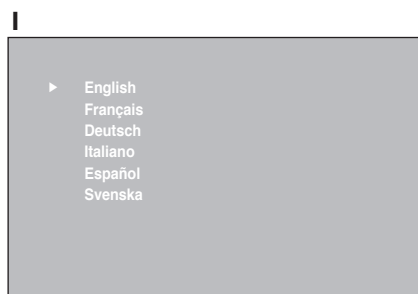 I
▶ English
Français
Deutsch
Italiano
Español
Svenska